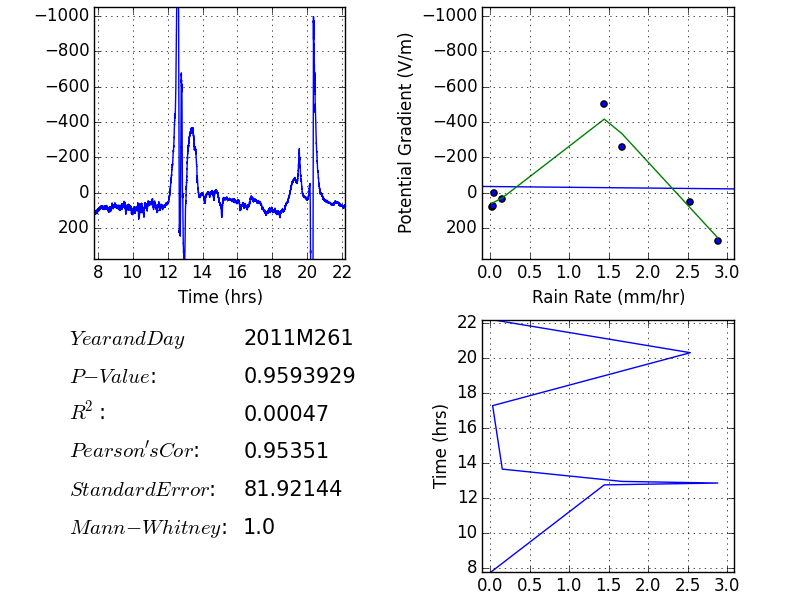 −1000
−800
−600
−400
−200
0
200
8 10 12 14 16 18 20 22
Time (hrs)
Potential Gradient (V/m)
−1000
−800
−600
−400
−200
0
200
0.0 0.5 1.0 1.5 2.0 2.5 3.0
Rain Rate (mm/hr)
YearandDay 2011M261
P−Value: 0.9593929
R²: 0.00047
Pearson'sCor: 0.95351
StandardError: 81.92144
Mann−Whitney: 1.0
Time (hrs)
22
20
18
16
14
12
10
8
0.0 0.5 1.0 1.5 2.0 2.5 3.0